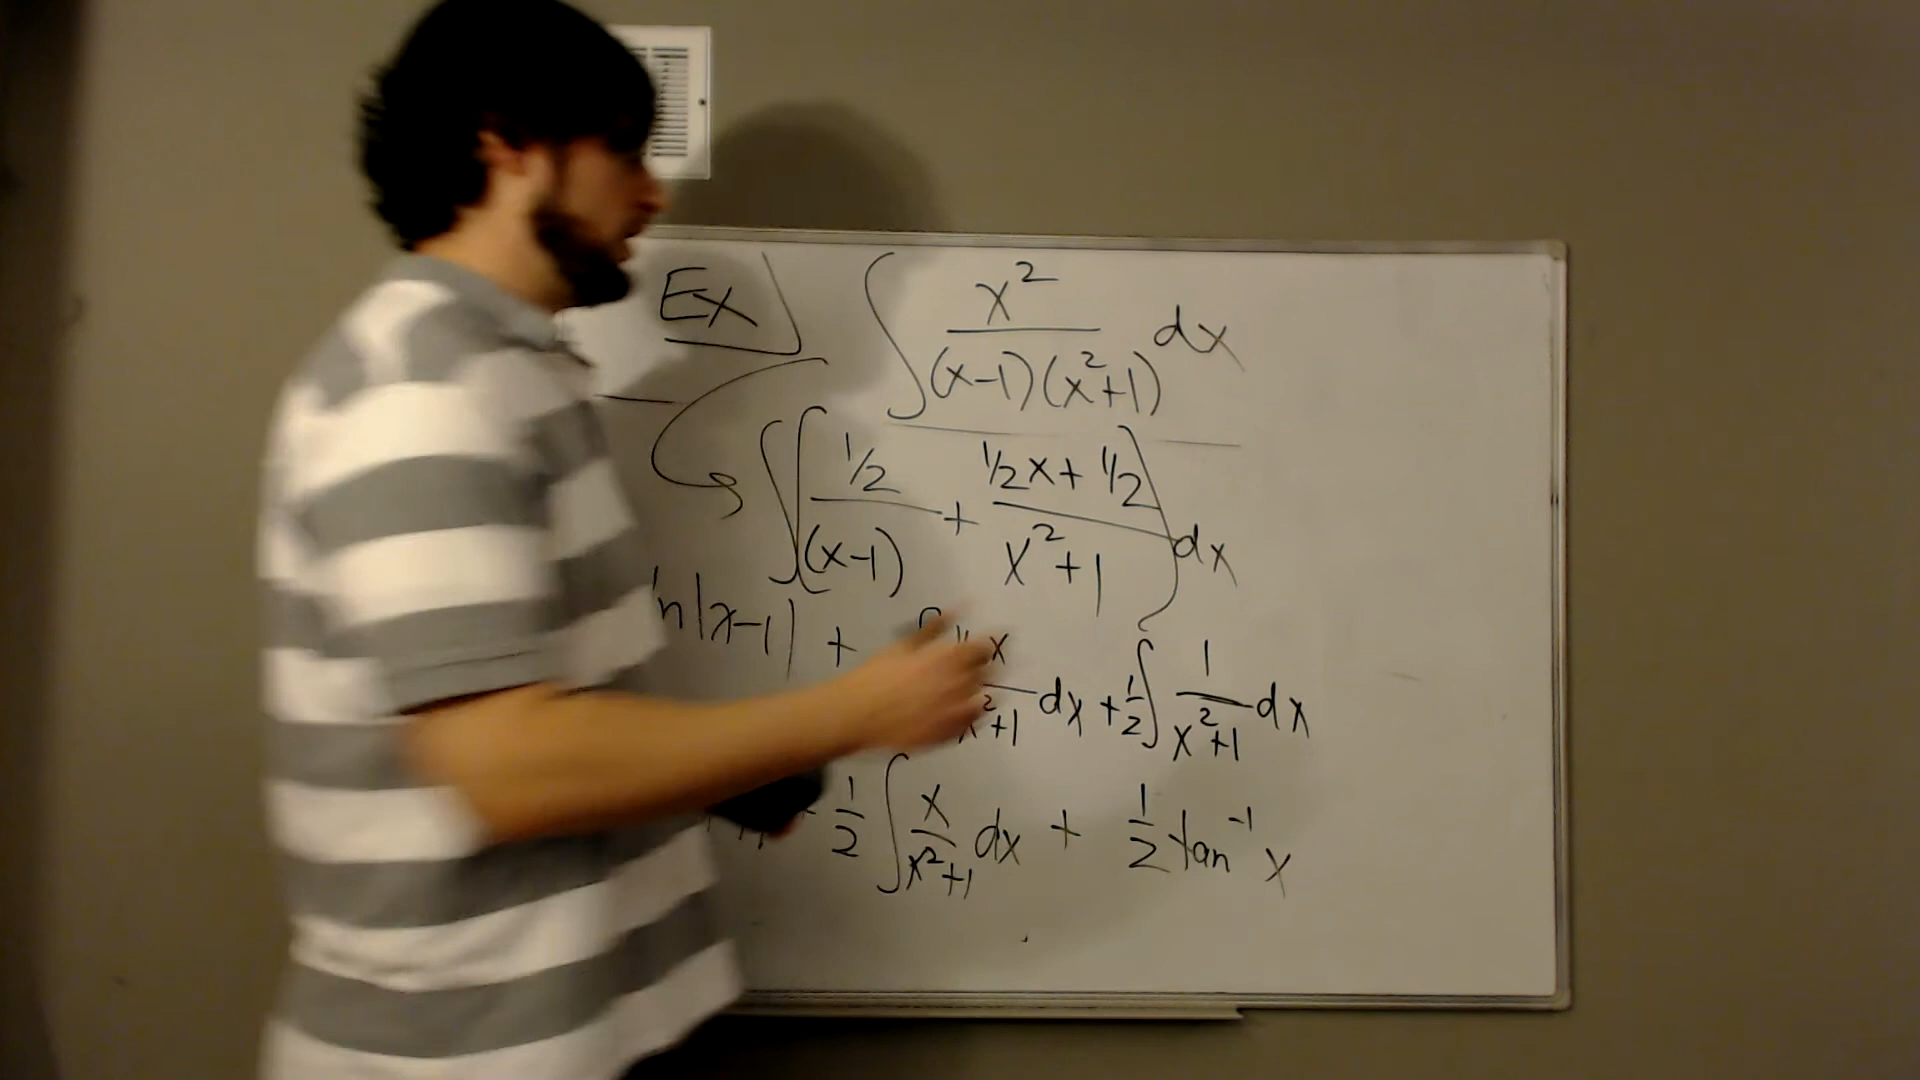 Ex ∫ x² / (x-1)(x²+1) dx
∫ ( 1/2 / (x-1) + 1/2x + 1/2 / x²+1 ) dx
|x-1| + ∫ x / x²+1 dx + 1/2 ∫ 1 / x²+1 dx
1/2 ∫ x / x²+1 dx + 1/2 tan⁻¹ x